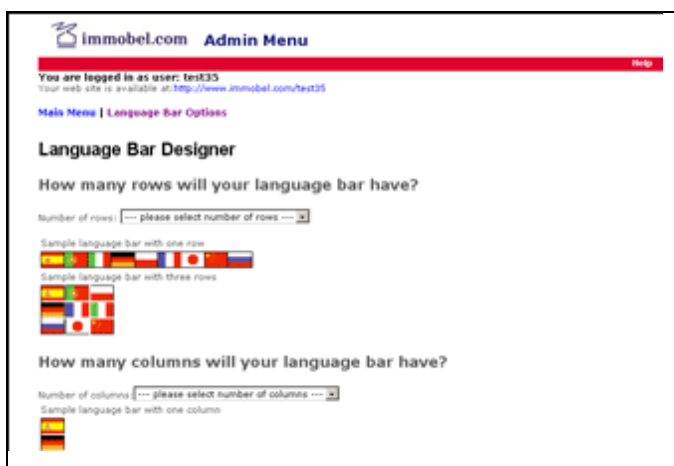 immobel.com Admin Menu
Help
You are logged in as user: test35
Your web site is available at:http://www.immobel.com/test35
Main Menu | Language Bar Options
Language Bar Designer
How many rows will your language bar have?
Number of rows: --- please select number of rows ---
Sample language bar with one row
Sample language bar with three rows
How many columns will your language bar have?
Number of columns: --- please select number of columns ---
Sample language bar with one column